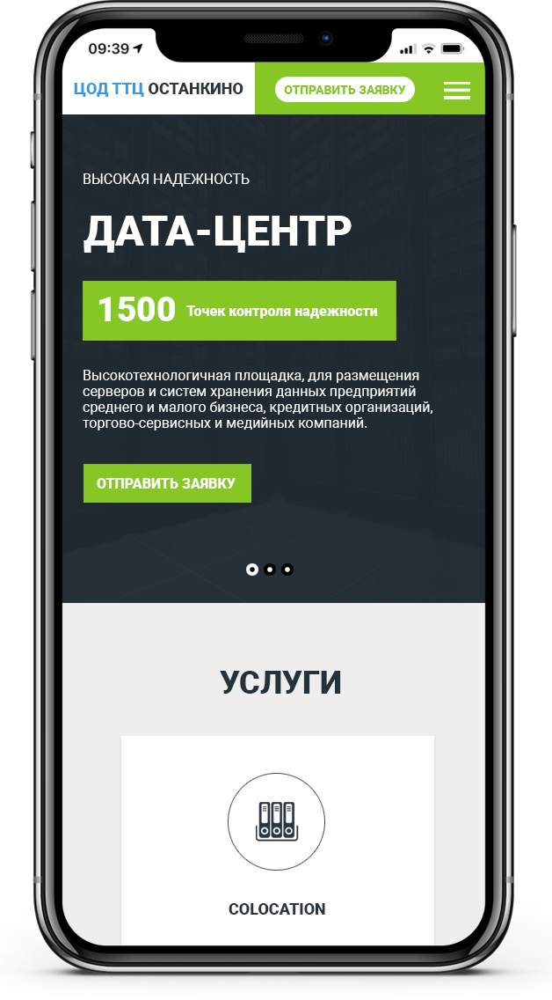 09:39
ЦОД ТТЦ ОСТАНКИНО
ОТПРАВИТЬ ЗАЯВКУ
ВЫСОКАЯ НАДЕЖНОСТЬ
ДАТА-ЦЕНТР
1500 Точек контроля надежности
Высокотехнологичная площадка, для размещения
серверов и систем хранения данных предприятий
среднего и малого бизнеса, кредитных организаций,
торгово-сервисных и медийных компаний.
ОТПРАВИТЬ ЗАЯВКУ
УСЛУГИ
COLOCATION